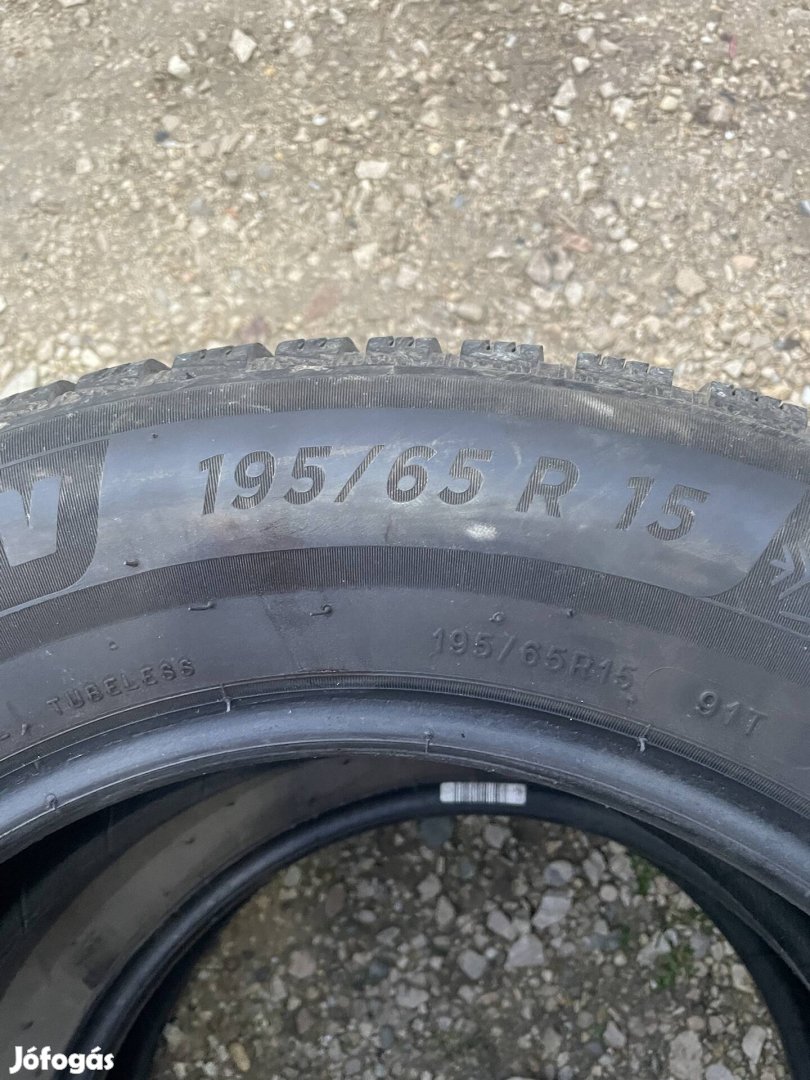 195/65 R 15
195/65R15 91T
TUBELESS
Jófogás